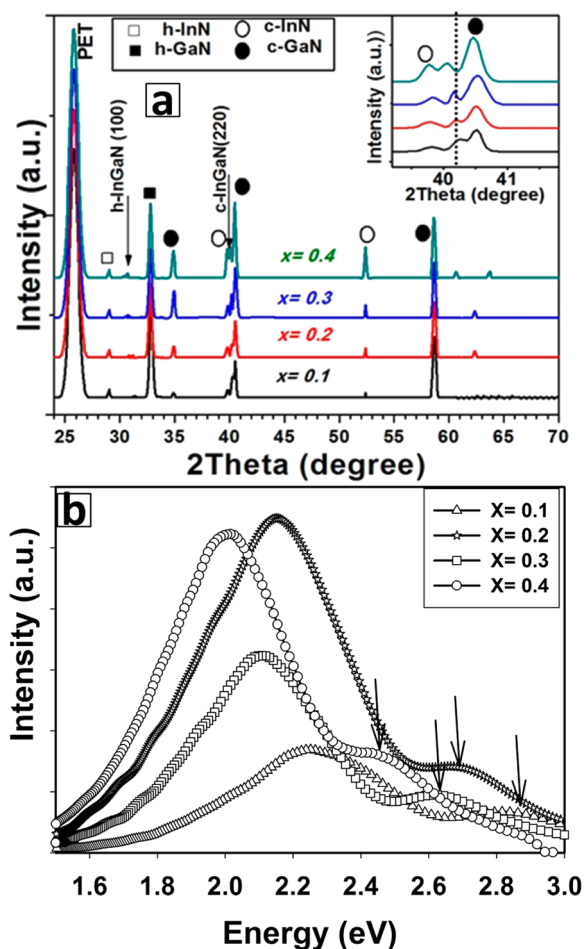 □ h-InN ○ c-InN
■ h-GaN ● c-GaN
a
PET
h-InGaN (100)
c-InGaN(220)
x= 0.4
x= 0.3
x= 0.2
x= 0.1
Intensity (a.u.)
24 25 30 35 40 45 50 55 60 65 70
2Theta (degree)
Intensity (a.u.))
40 41
2Theta (degree)
b
X= 0.1
X= 0.2
X= 0.3
X= 0.4
Intensity (a.u.)
1.6 1.8 2.0 2.2 2.4 2.6 2.8 3.0
Energy (eV)